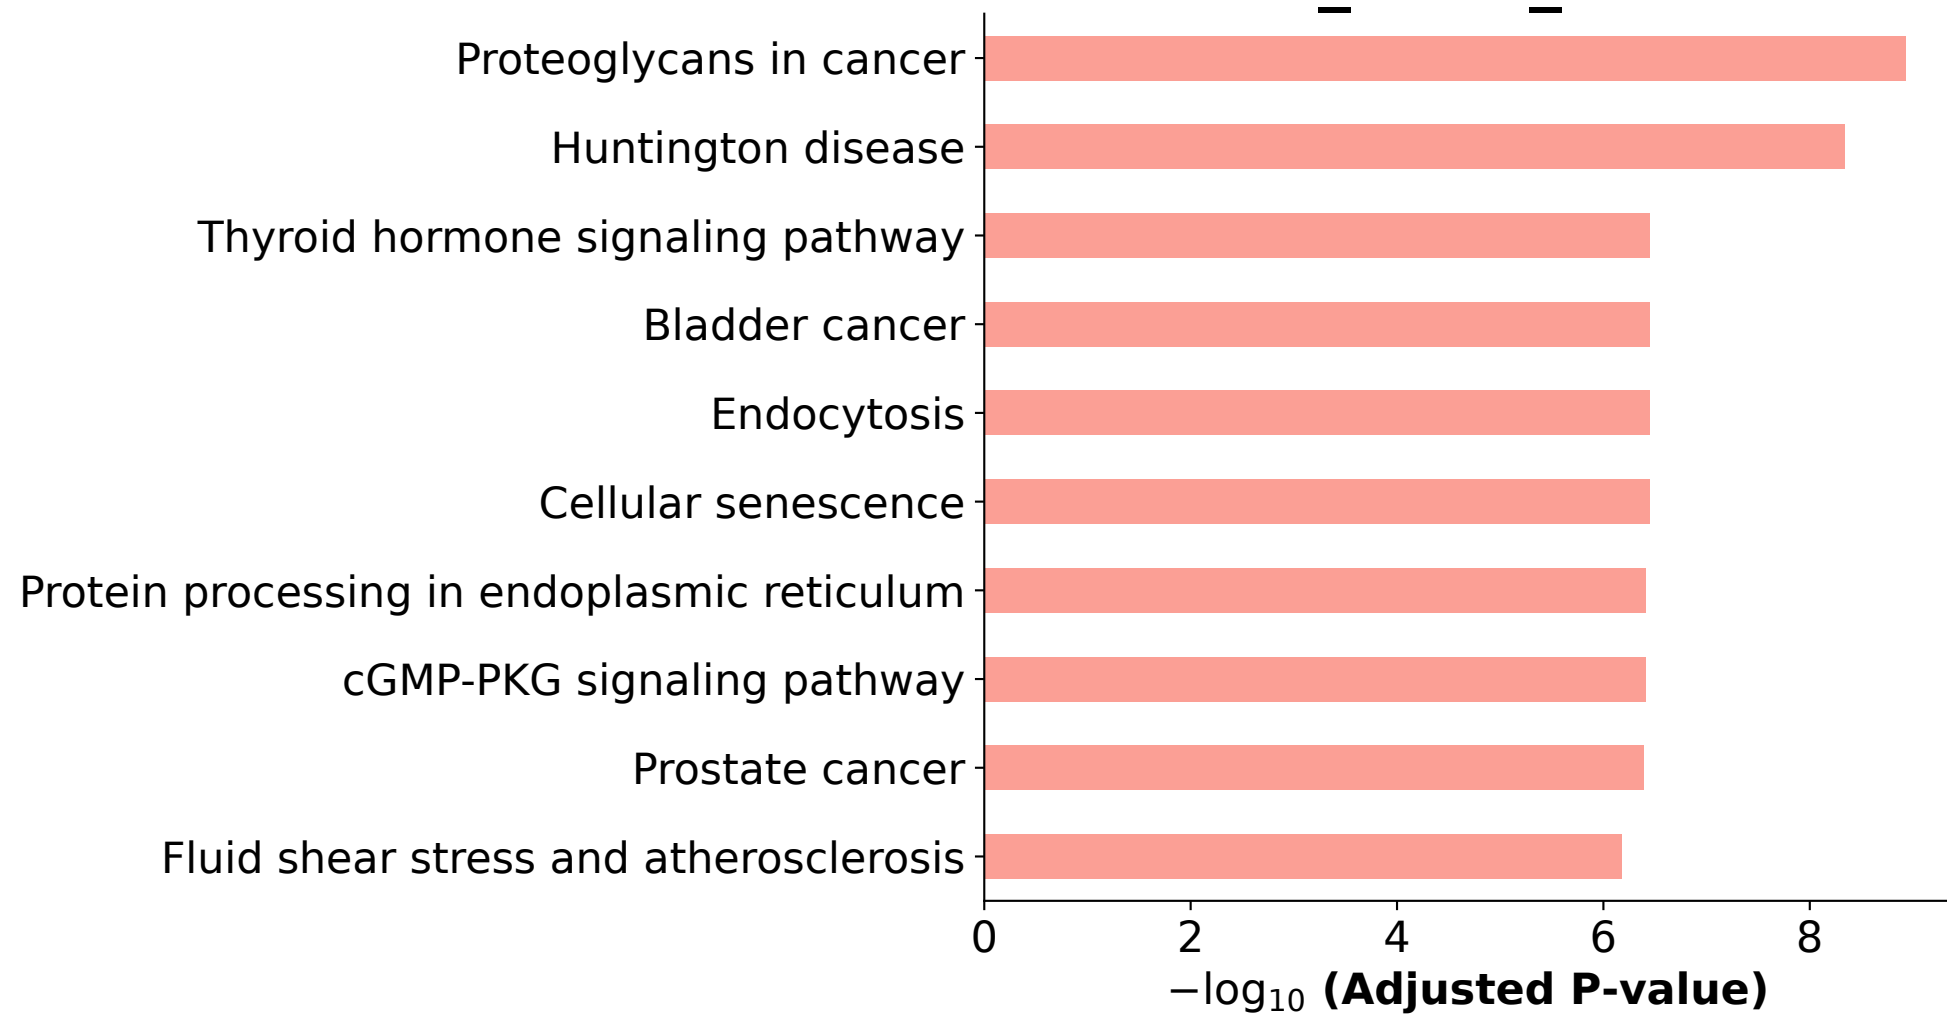 Proteoglycans in cancer
Huntington disease
Thyroid hormone signaling pathway
Bladder cancer
Endocytosis
Cellular senescence
Protein processing in endoplasmic reticulum
cGMP-PKG signaling pathway
Prostate cancer
Fluid shear stress and atherosclerosis
0 2 4 6 8
−log₁₀ (Adjusted P-value)